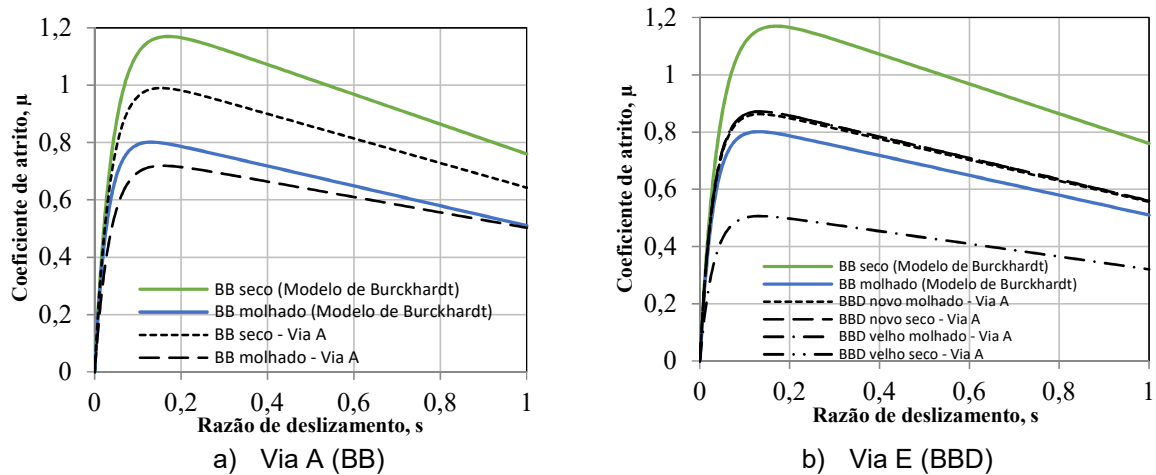 1,2
1
0,8
0,6
0,4
0,2
0
Coeficiente de atrito, µ
BB seco (Modelo de Burckhardt)
BB molhado (Modelo de Burckhardt)
BB seco - Via A
BB molhado - Via A
0 0,2 0,4 0,6 0,8 1
Razão de deslizamento, s
a) Via A (BB)
1,2
1
0,8
0,6
0,4
0,2
0
Coeficiente de atrito, µ
BB seco (Modelo de Burckhardt)
BB molhado (Modelo de Burckhardt)
BBD novo molhado - Via A
BBD novo seco - Via A
BBD velho molhado - Via A
BBD velho seco - Via A
0 0,2 0,4 0,6 0,8 1
Razão de deslizamento, s
b) Via E (BBD)